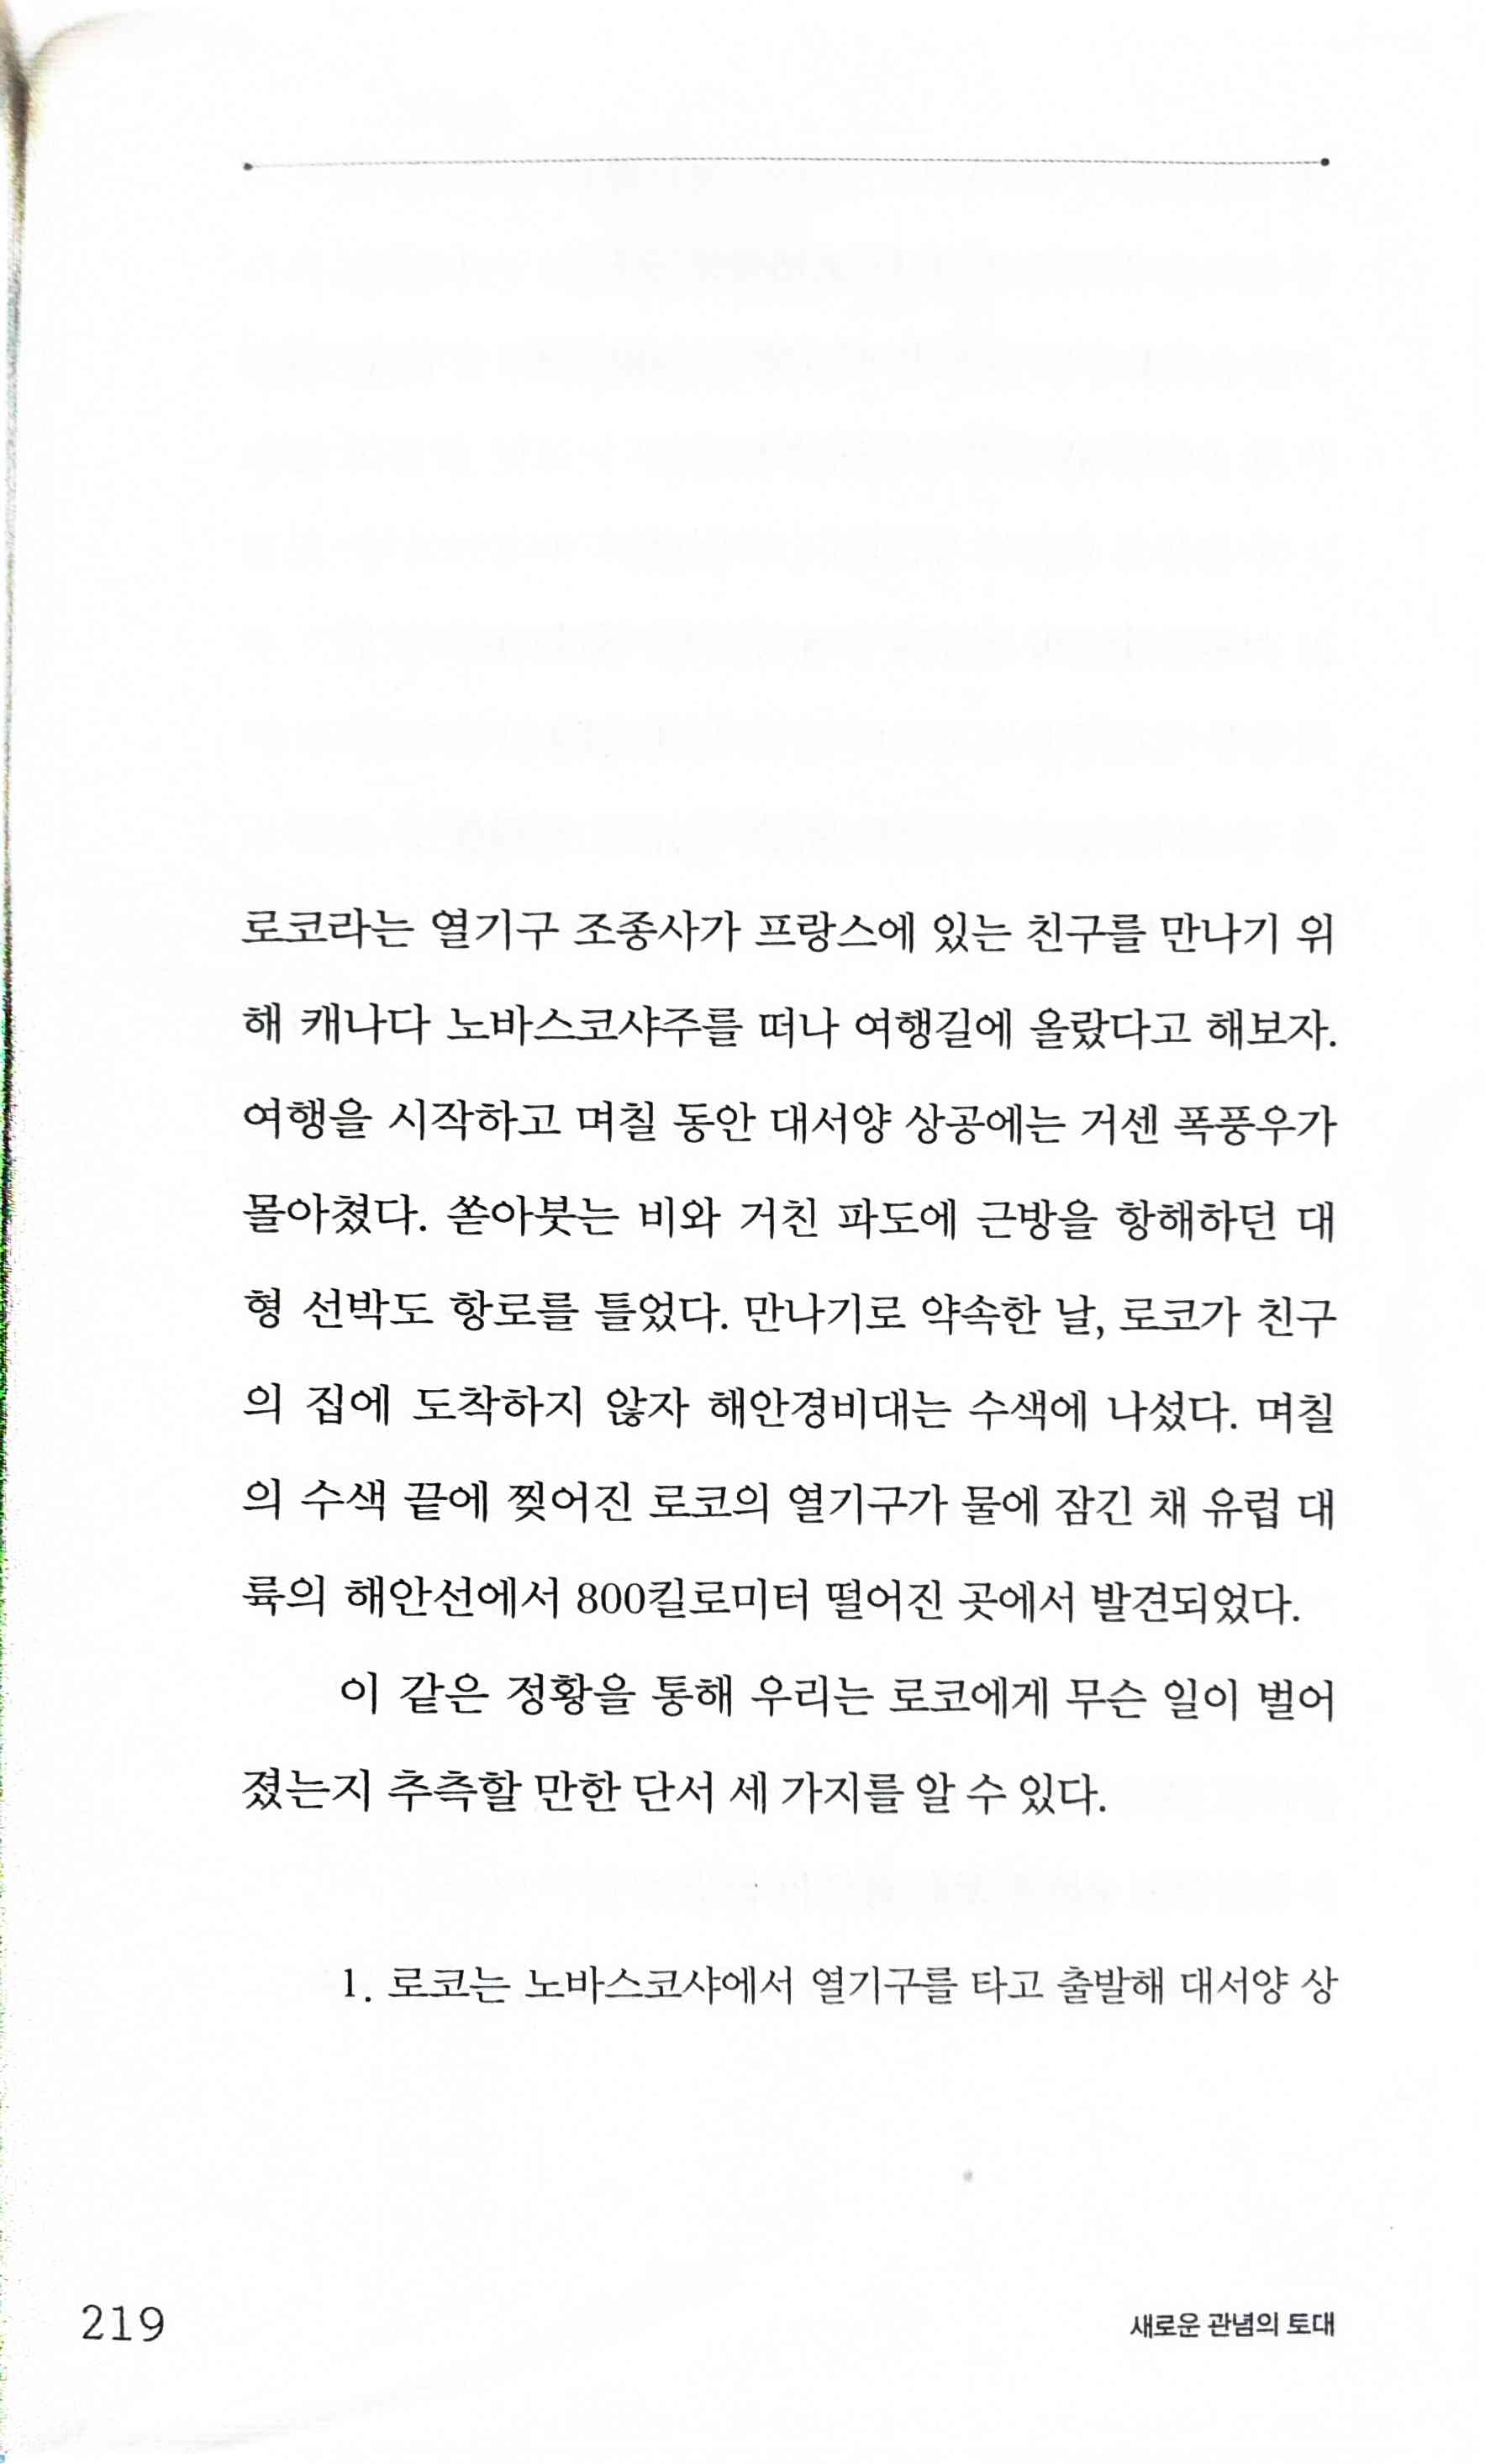 로코라는 열기구 조종사가 프랑스에 있는 친구를 만나기 위
해 캐나다 노바스코샤주를 떠나 여행길에 올랐다고 해보자.
여행을 시작하고 며칠 동안 대서양 상공에는 거센 폭풍우가
몰아쳤다. 쏟아붓는 비와 거친 파도에 근방을 항해하던 대
형 선박도 항로를 틀었다. 만나기로 약속한 날, 로코가 친구
의 집에 도착하지 않자 해안경비대는 수색에 나섰다. 며칠
의 수색 끝에 찢어진 로코의 열기구가 물에 잠긴 채 유럽 대
륙의 해안선에서 800킬로미터 떨어진 곳에서 발견되었다.
이 같은 정황을 통해 우리는 로코에게 무슨 일이 벌어
졌는지 추측할 만한 단서 세 가지를 알 수 있다.
1. 로코는 노바스코샤에서 열기구를 타고 출발해 대서양 상
219
새로운 관념의 토대